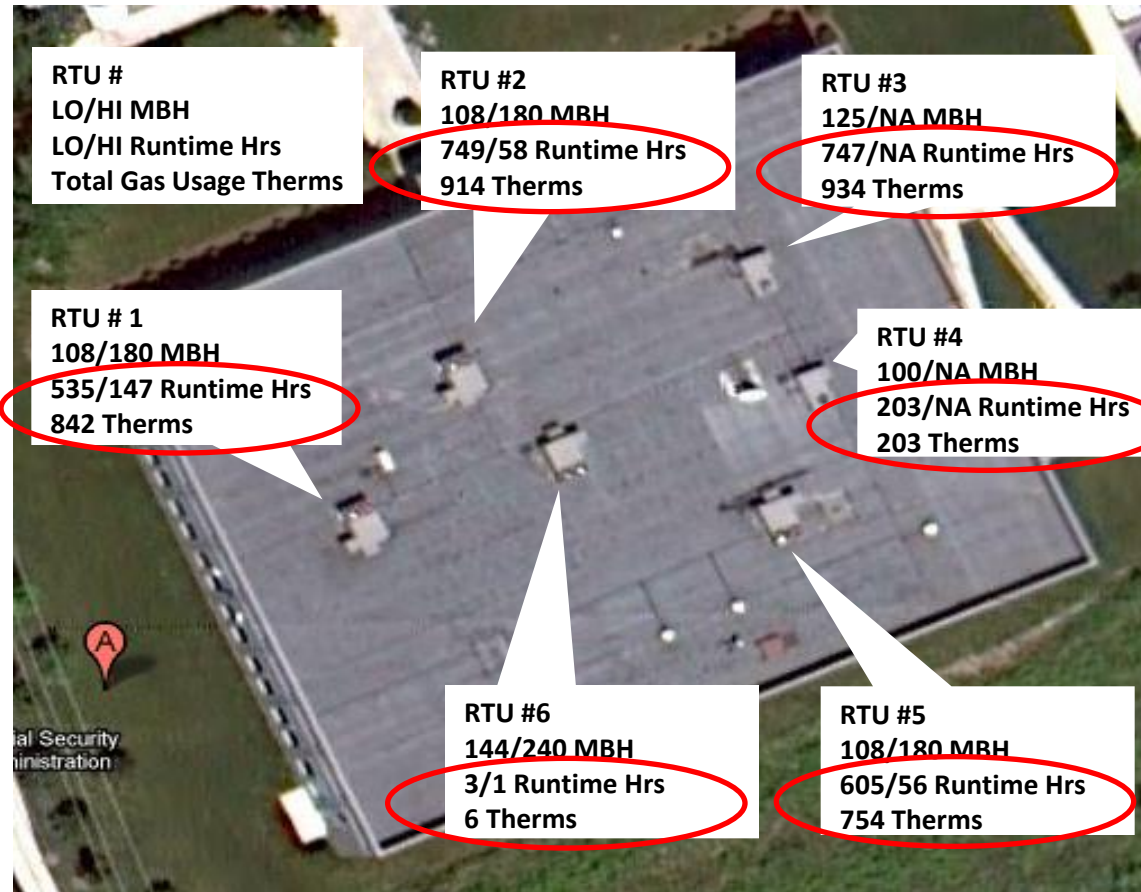 RTU #
LO/HI MBH
LO/HI Runtime Hrs
Total Gas Usage Therms
RTU #2
108/180 MBH
749/58 Runtime Hrs
914 Therms
RTU #3
125/NA MBH
747/NA Runtime Hrs
934 Therms
RTU # 1
108/180 MBH
535/147 Runtime Hrs
842 Therms
RTU #4
100/NA MBH
203/NA Runtime Hrs
203 Therms
A
ial Security
inistration
RTU #6
144/240 MBH
3/1 Runtime Hrs
6 Therms
RTU #5
108/180 MBH
605/56 Runtime Hrs
754 Therms